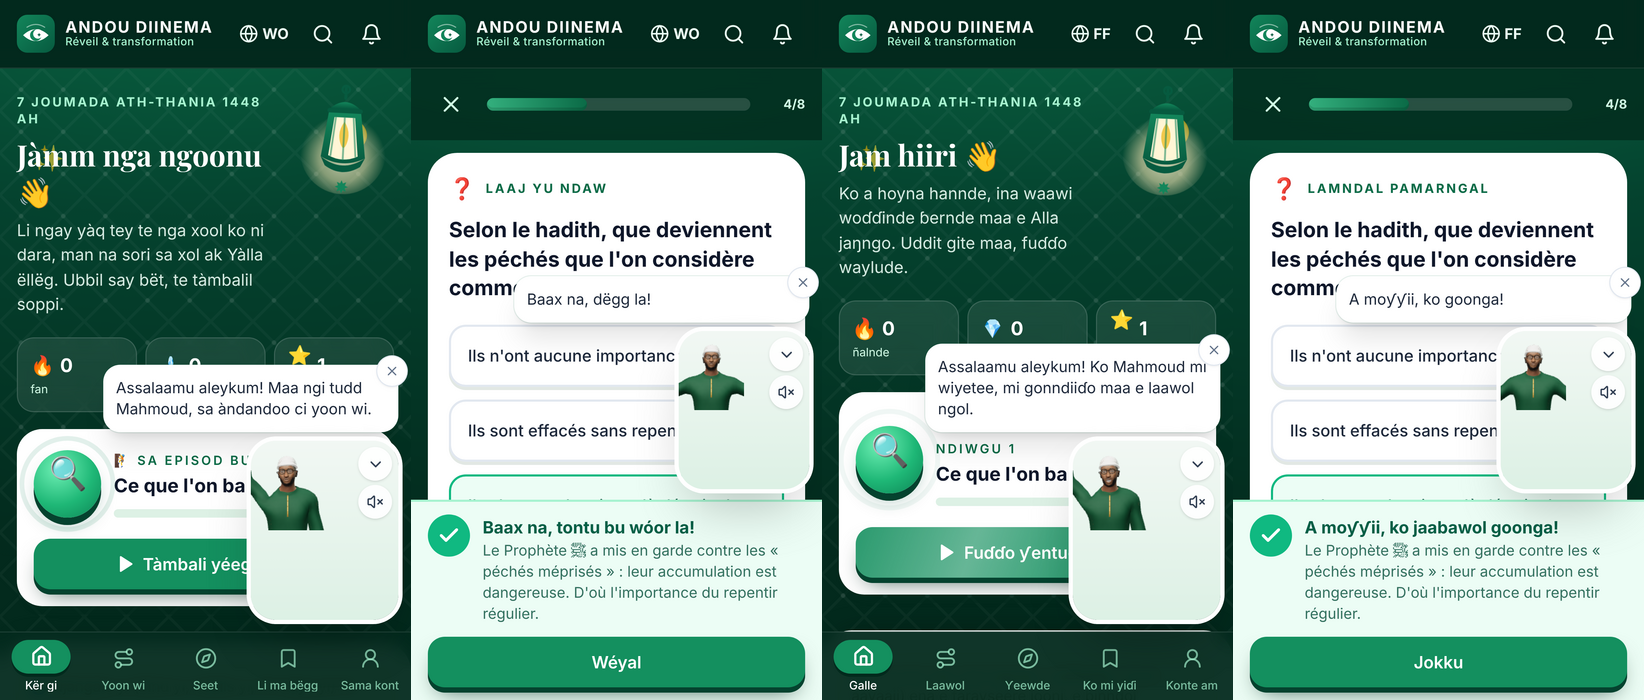 ANDOU DIINEMA
Réveil & transformation
WO
7 JOUMADA ATH-THANIA 1448
AH
Jàmm nga ngoonu
👋
Li ngay yàq tey te nga xool ko ni
dara, man na sori sa xol ak Yàlla
ëllëg. Ubbil say bët, te tàmbalil
soppi.
🔥 0
fan
0
⭐ 1
Assalaamu aleykum! Maa ngi tudd
Mahmoud, sa àndandoo ci yoon wi.
SA EPISOD BU
Ce que l'on ba
Tàmbali yéeg
Kër gi
Yoon wi
Seet
Li ma bëgg
Sama kont
ANDOU DIINEMA
Réveil & transformation
WO
4/8
❓ LAAJ YU NDAW
Selon le hadith, que deviennent
les péchés que l'on considère
comme
Baax na, dëgg la!
Ils n'ont aucune importanc
Ils sont effacés sans repen
Baax na, tontu bu wóor la!
Le Prophète ﷺ a mis en garde contre les «
péchés méprisés » : leur accumulation est
dangereuse. D'où l'importance du repentir
régulier.
Wéyal
ANDOU DIINEMA
Réveil & transformation
FF
7 JOUMADA ATH-THANIA 1448
AH
Jam hiiri 👋
Ko a hoyna hannde, ina waawi
woɗɗinde bernde maa e Alla
jaŋngo. Uddit gite maa, fuɗɗo
waylude.
🔥 0
ñalnde
💎 0
⭐ 1
Assalaamu aleykum! Ko Mahmoud mi
wiyetee, mi gonndiiɗo maa e laawol
ngol.
NDIWGU 1
Ce que l'on ba
Fuɗɗo ƴentu
Galle
Laawol
Yeewde
Ko mi yiɗi
Konte am
ANDOU DIINEMA
Réveil & transformation
FF
4/8
❓ LAMNDAL PAMARNGAL
Selon le hadith, que deviennent
les péchés que l'on considère
comme
A moƴƴii, ko goonga!
Ils n'ont aucune importanc
Ils sont effacés sans repen
A moƴƴii, ko jaabawol goonga!
Le Prophète ﷺ a mis en garde contre les «
péchés méprisés » : leur accumulation est
dangereuse. D'où l'importance du repentir
régulier.
Jokku